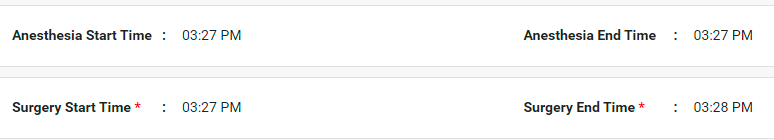 Anesthesia Start Time : 03:27 PM Anesthesia End Time : 03:27 PM
Surgery Start Time * : 03:27 PM Surgery End Time * : 03:28 PM